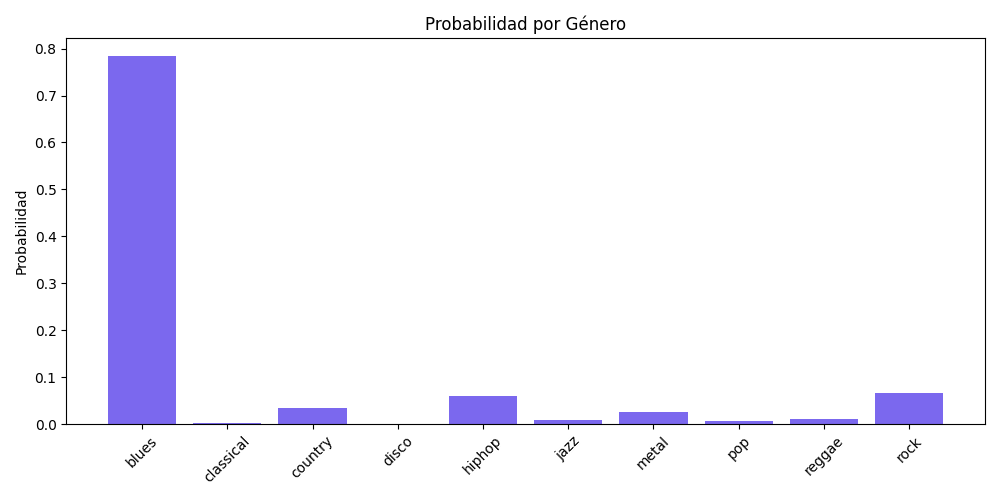 Probabilidad por Género
Probabilidad
0.8
0.7
0.6
0.5
0.4
0.3
0.2
0.1
0.0
blues
classical
country
disco
hiphop
jazz
metal
pop
reggae
rock